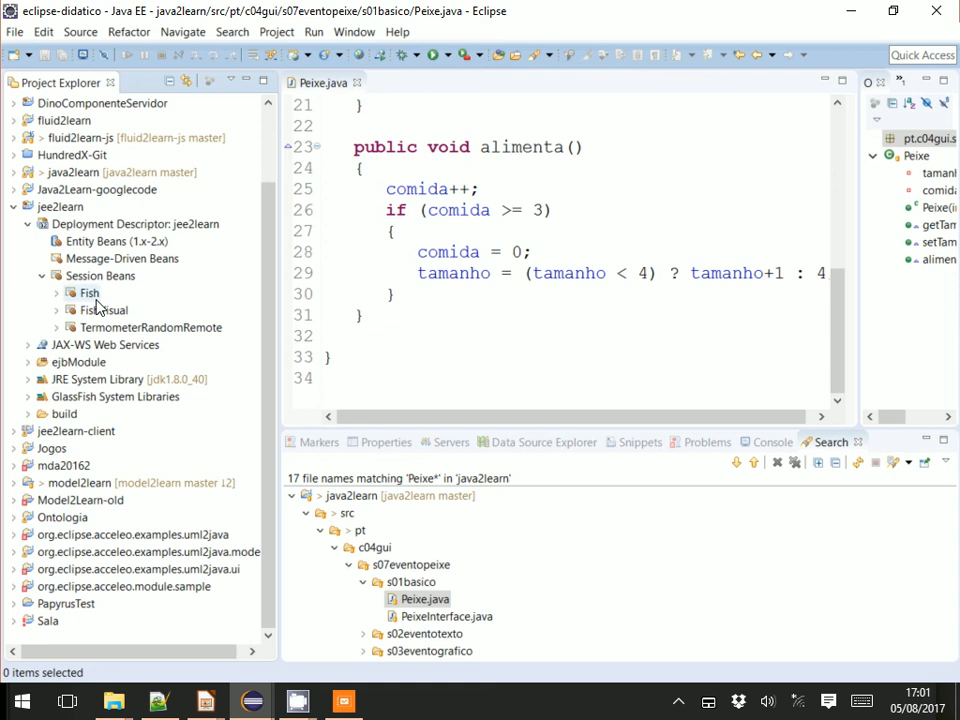 eclipse-didatico - Java EE - java2learn/src/pt/c04gui/s07eventopeixe/s01basico/Peixe.java - Eclipse
File Edit Source Refactor Navigate Search Project Run Window Help
Quick Access
Project Explorer
DinoComponenteServidor
fluid2learn
> fluid2learn-js [fluid2learn-js master]
HundredX-Git
> java2learn [java2learn master]
Java2Learn-googlecode
jee2learn
Deployment Descriptor: jee2learn
Entity Beans (1.x-2.x)
Message-Driven Beans
Session Beans
Fish
TermometerRandomRemote
JAX-WS Web Services
ejbModule
JRE System Library [jdk1.8.0_40]
GlassFish System Libraries
build
jee2learn-client
Jogos
mda20162
> model2learn [model2learn master ↓2]
Model2Learn-old
Ontologia
org.eclipse.acceleo.examples.uml2java
org.eclipse.acceleo.examples.uml2java.mode
org.eclipse.acceleo.examples.uml2java.ui
org.eclipse.acceleo.module.sample
PapyrusTest
Sala
Peixe.java
21 }
22
23 public void alimenta()
24 {
25 comida++;
26 if (comida >= 3)
27 {
28 comida = 0;
29 tamanho = (tamanho < 4) ? tamanho+1 : 4
30 }
31 }
32
33 }
34
O
pt.c04gui.s
Peixe
taman
comida
Peixe(in
getTam
setTam
alimen
Markers Properties Servers Data Source Explorer Snippets Problems Console Search
17 file names matching 'Peixe*' in 'java2learn'
> java2learn [java2learn master]
> src
> pt
c04gui
s07eventopeixe
s01basico
Peixe.java
PeixeInterface.java
s02eventotexto
s03eventografico
0 items selected
17:01
05/08/2017